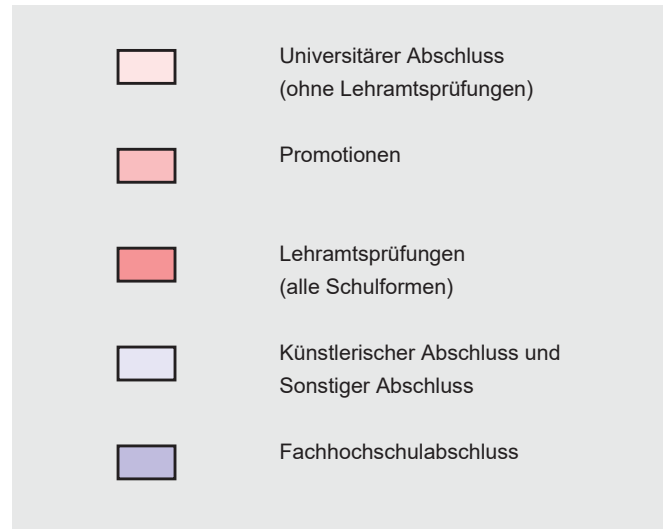 Universitärer Abschluss
(ohne Lehramtsprüfungen)
Promotionen
Lehramtsprüfungen
(alle Schulformen)
Künstlerischer Abschluss und
Sonstiger Abschluss
Fachhochschulabschluss